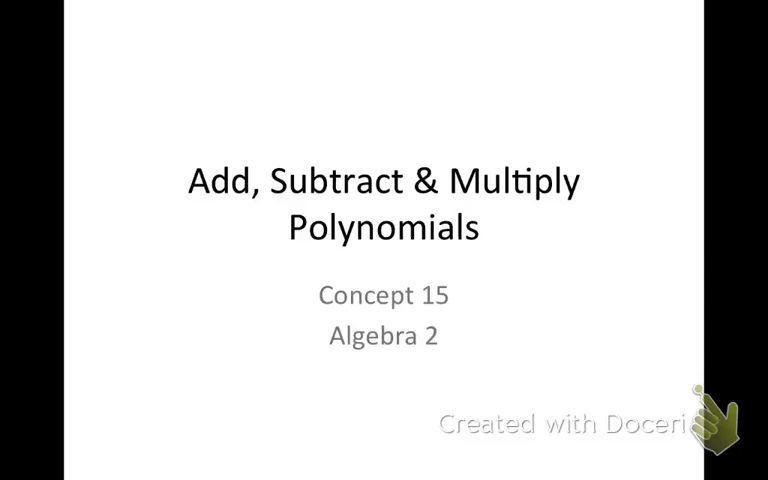 Add, Subtract & Multiply
Polynomials
Concept 15
Algebra 2
Created with Doceri